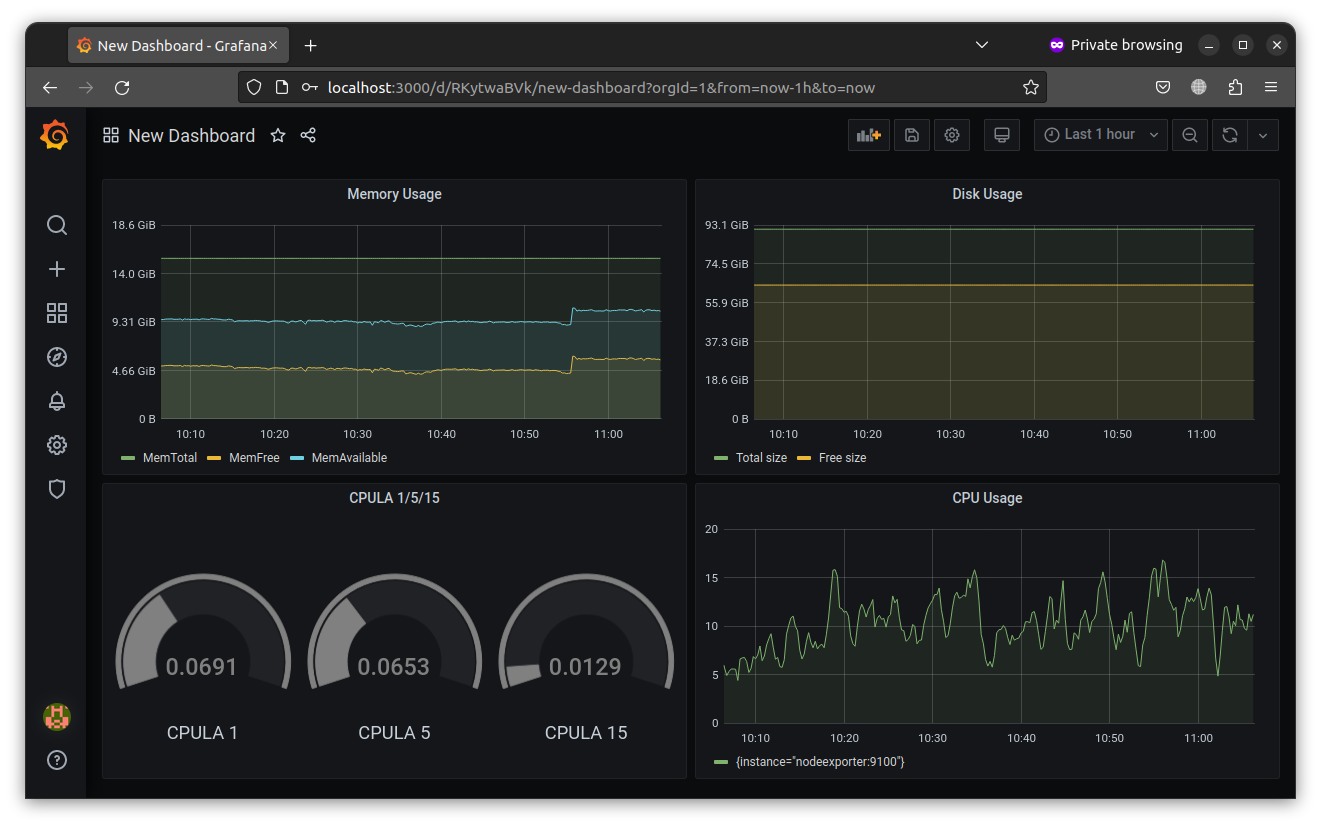 New Dashboard - Grafana
Private browsing
localhost:3000/d/RKytwaBVk/new-dashboard?orgId=1&from=now-1h&to=now
New Dashboard
Last 1 hour
Memory Usage
18.6 GiB
14.0 GiB
9.31 GiB
4.66 GiB
0 B
10:10 10:20 10:30 10:40 10:50 11:00
MemTotal MemFree MemAvailable
Disk Usage
93.1 GiB
74.5 GiB
55.9 GiB
37.3 GiB
18.6 GiB
0 B
10:10 10:20 10:30 10:40 10:50 11:00
Total size Free size
CPULA 1/5/15
0.0691 0.0653 0.0129
CPULA 1 CPULA 5 CPULA 15
CPU Usage
20
15
10
5
0
10:10 10:20 10:30 10:40 10:50 11:00
{instance="nodeexporter:9100"}